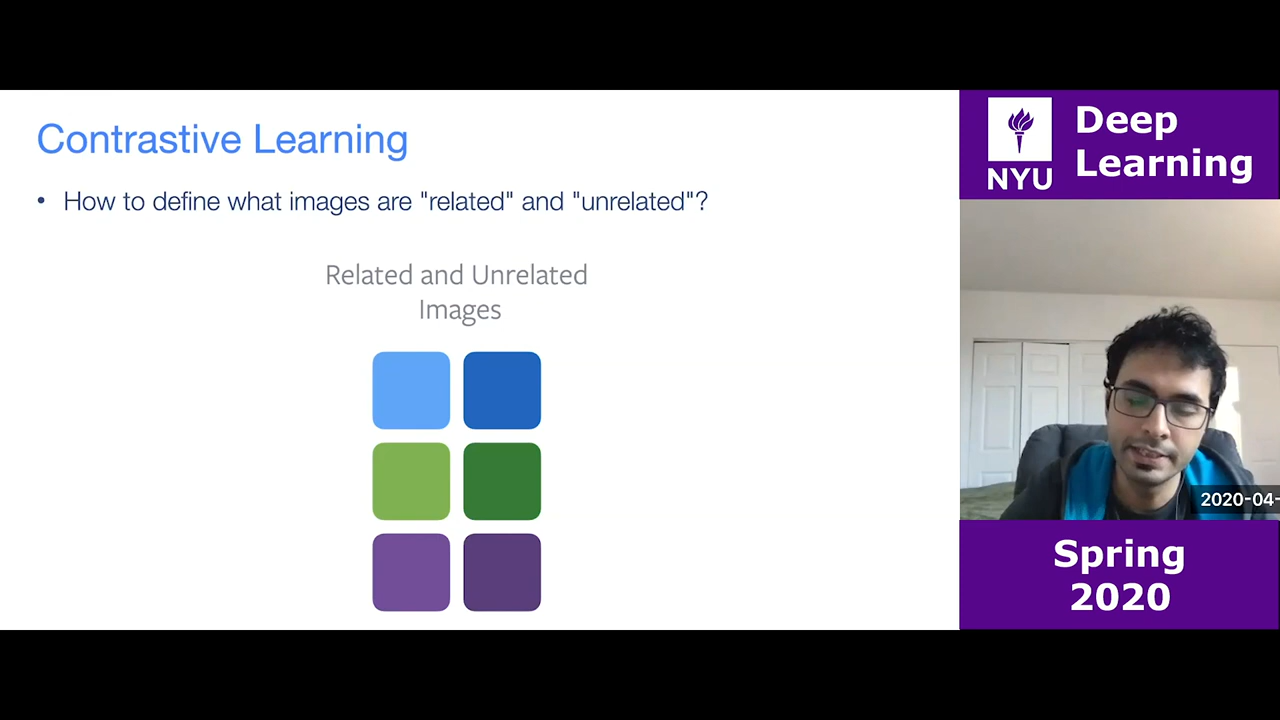 Contrastive Learning
• How to define what images are "related" and "unrelated"?
Related and Unrelated
Images
NYU
Deep
Learning
2020-04-
Spring
2020